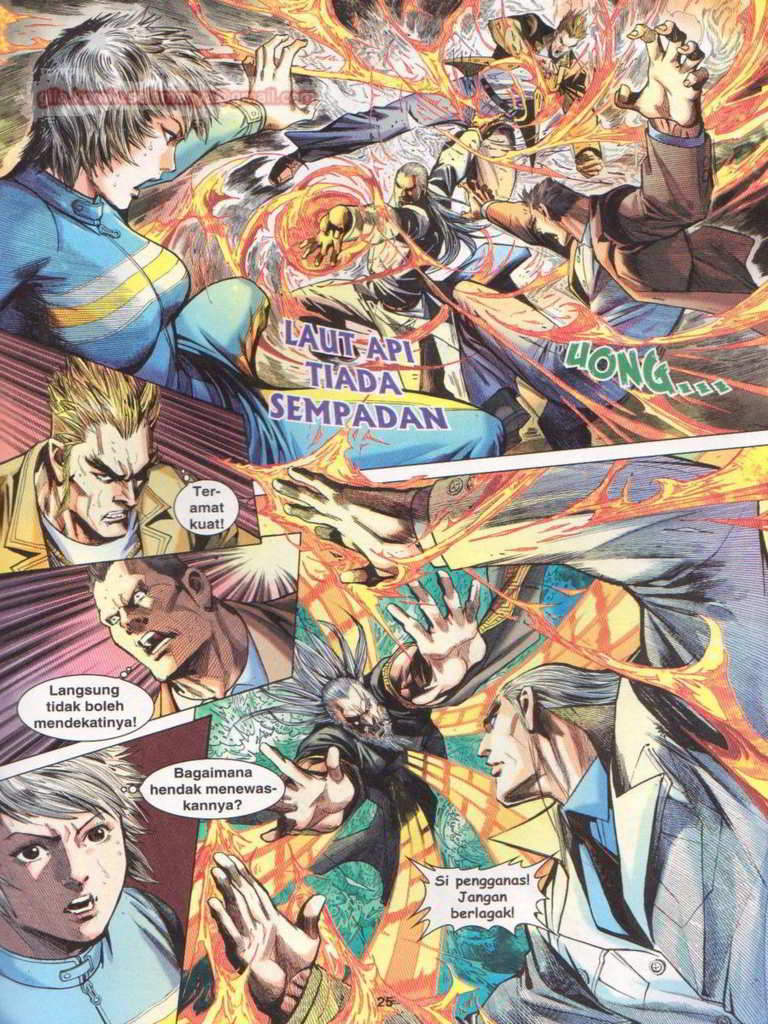 LAUT API
TIADA
SEMPADAN
UONG...
Ter-
amat
kuat!
Langsung
tidak boleh
mendekatinya!
Bagaimana
hendak menewas-
kannya?
Si pengganas!
Jangan
berlagak!
25